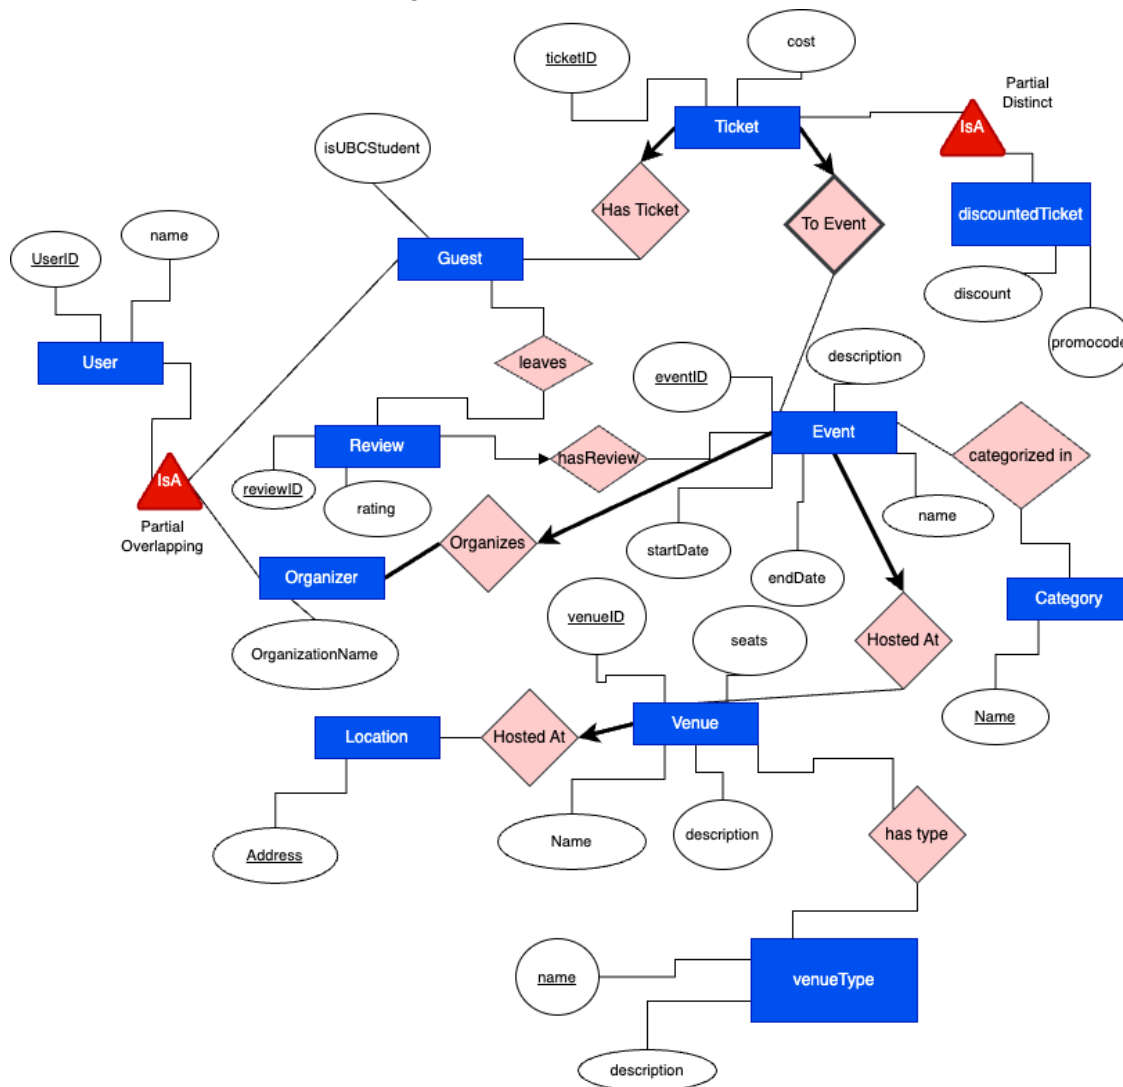 cost
ticketID
Partial
Distinct
Ticket
IsA
isUBCStudent
Has Ticket
To Event
discountedTicket
name
UserID
Guest
discount
promocode
User
leaves
eventID
description
Review
hasReview
Event
categorized in
IsA
reviewID
rating
name
Partial
Overlapping
Organizes
startDate
Organizer
endDate
Category
venueID
seats
Hosted At
OrganizationName
Name
Location
Hosted At
Venue
Name
description
has type
Address
name
venueType
description